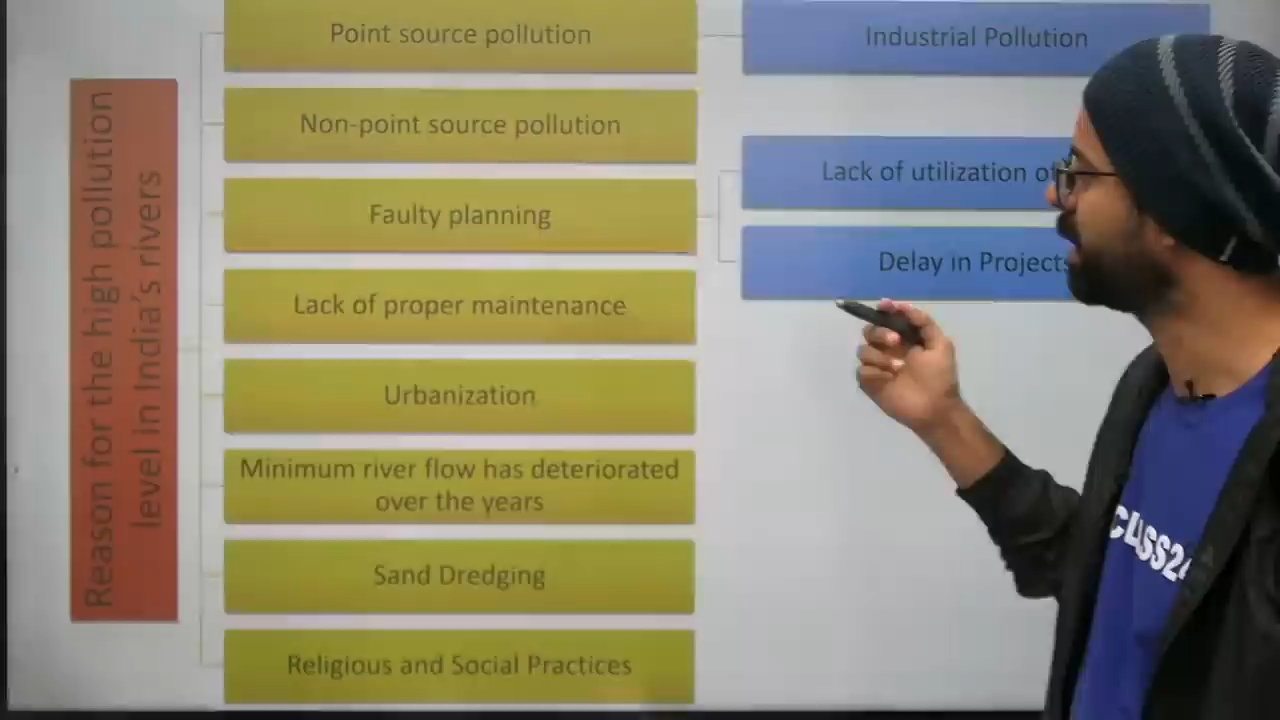 Reason for the high pollution
level in India's rivers
Point source pollution
Industrial Pollution
Non-point source pollution
Faulty planning
Lack of utilization
Delay in Projects
Lack of proper maintenance
Urbanization
Minimum river flow has deteriorated
over the years
Sand Dredging
Religious and Social Practices
CLASS24